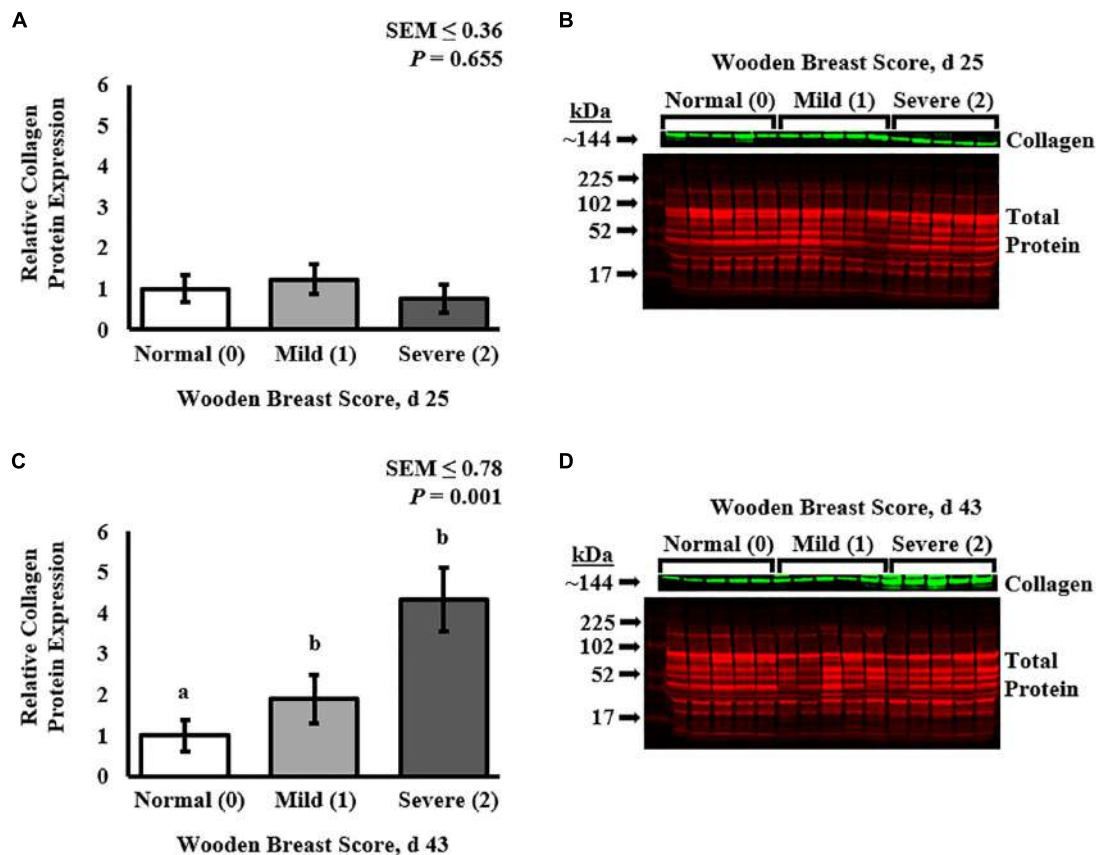 A
SEM ≤ 0.36
P = 0.655
Relative Collagen
Protein Expression
6
5
4
3
2
1
0
Normal (0) Mild (1) Severe (2)
Wooden Breast Score, d 25
B
Wooden Breast Score, d 25
kDa
Normal (0) Mild (1) Severe (2)
~144 Collagen
225
102
52
17
Total
Protein
C
SEM ≤ 0.78
P = 0.001
Relative Collagen
Protein Expression
6
5
4
3
2
1
0
a
b
b
Normal (0) Mild (1) Severe (2)
Wooden Breast Score, d 43
D
Wooden Breast Score, d 43
kDa
Normal (0) Mild (1) Severe (2)
~144 Collagen
225
102
52
17
Total
Protein